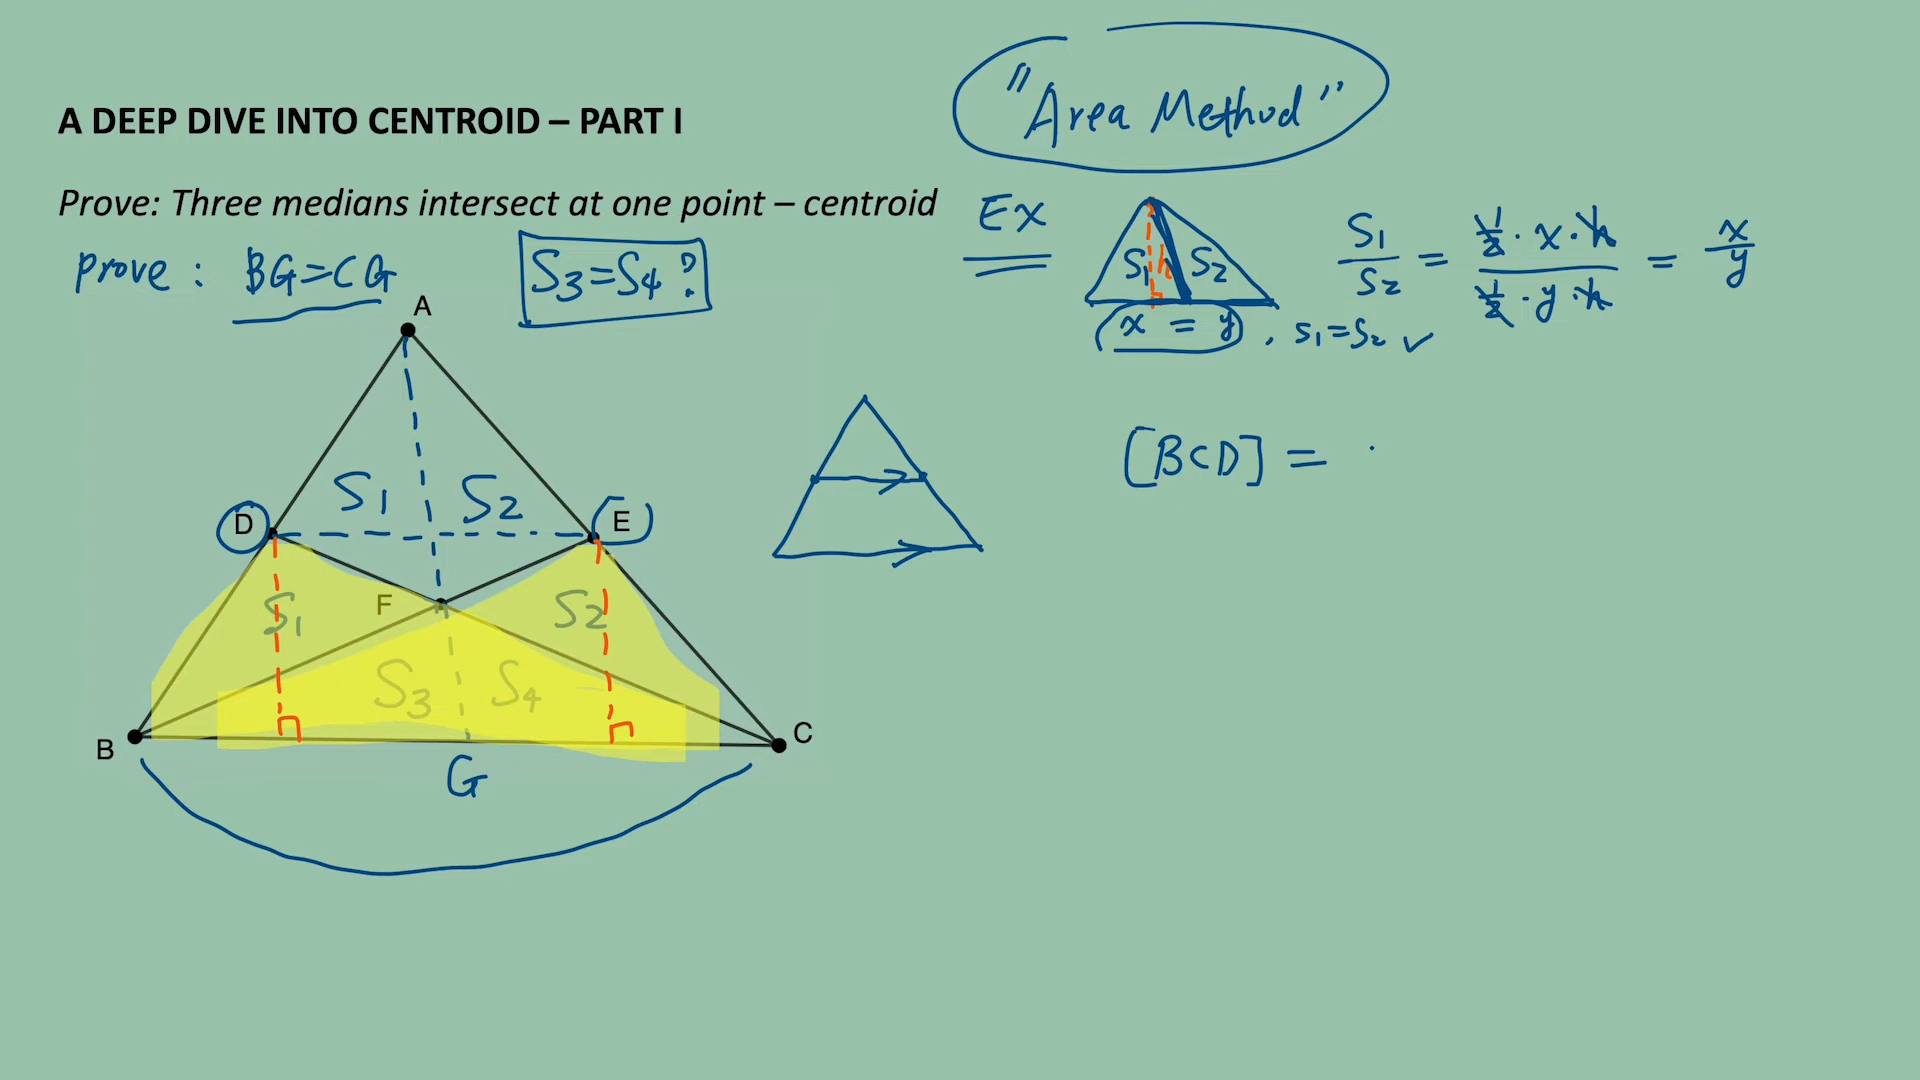 A DEEP DIVE INTO CENTROID – PART I
"Area Method"
Prove: Three medians intersect at one point – centroid
Prove : BG=CG
S3=S4?
EX
S1 h S2
x = y , S1=S2 ✓
S1/S2 = (1/2 · x · h)/(1/2 · y · h) = x/y
A
S1 S2
D E
[BCD] =
F
S1 S2
S3 S4
B C
G